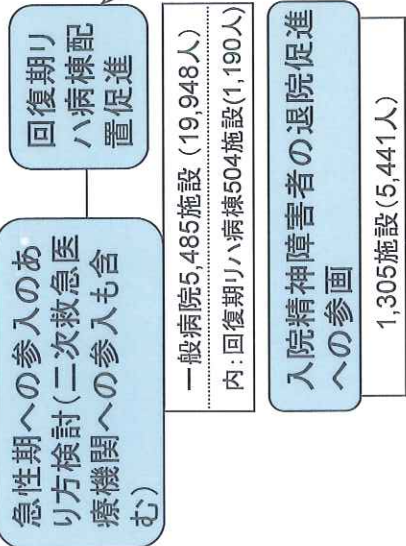 急性期への参入のあ
り方検討(二次救急医
療機関への参入も含
む)
回復期リ
ハ病棟配
置促進
一般病院5,485施設（19,948人）
内:回復期リハ病棟504施設(1,190人)
入院精神障害者の退院促進
への参画
1,305施設(5,441人)